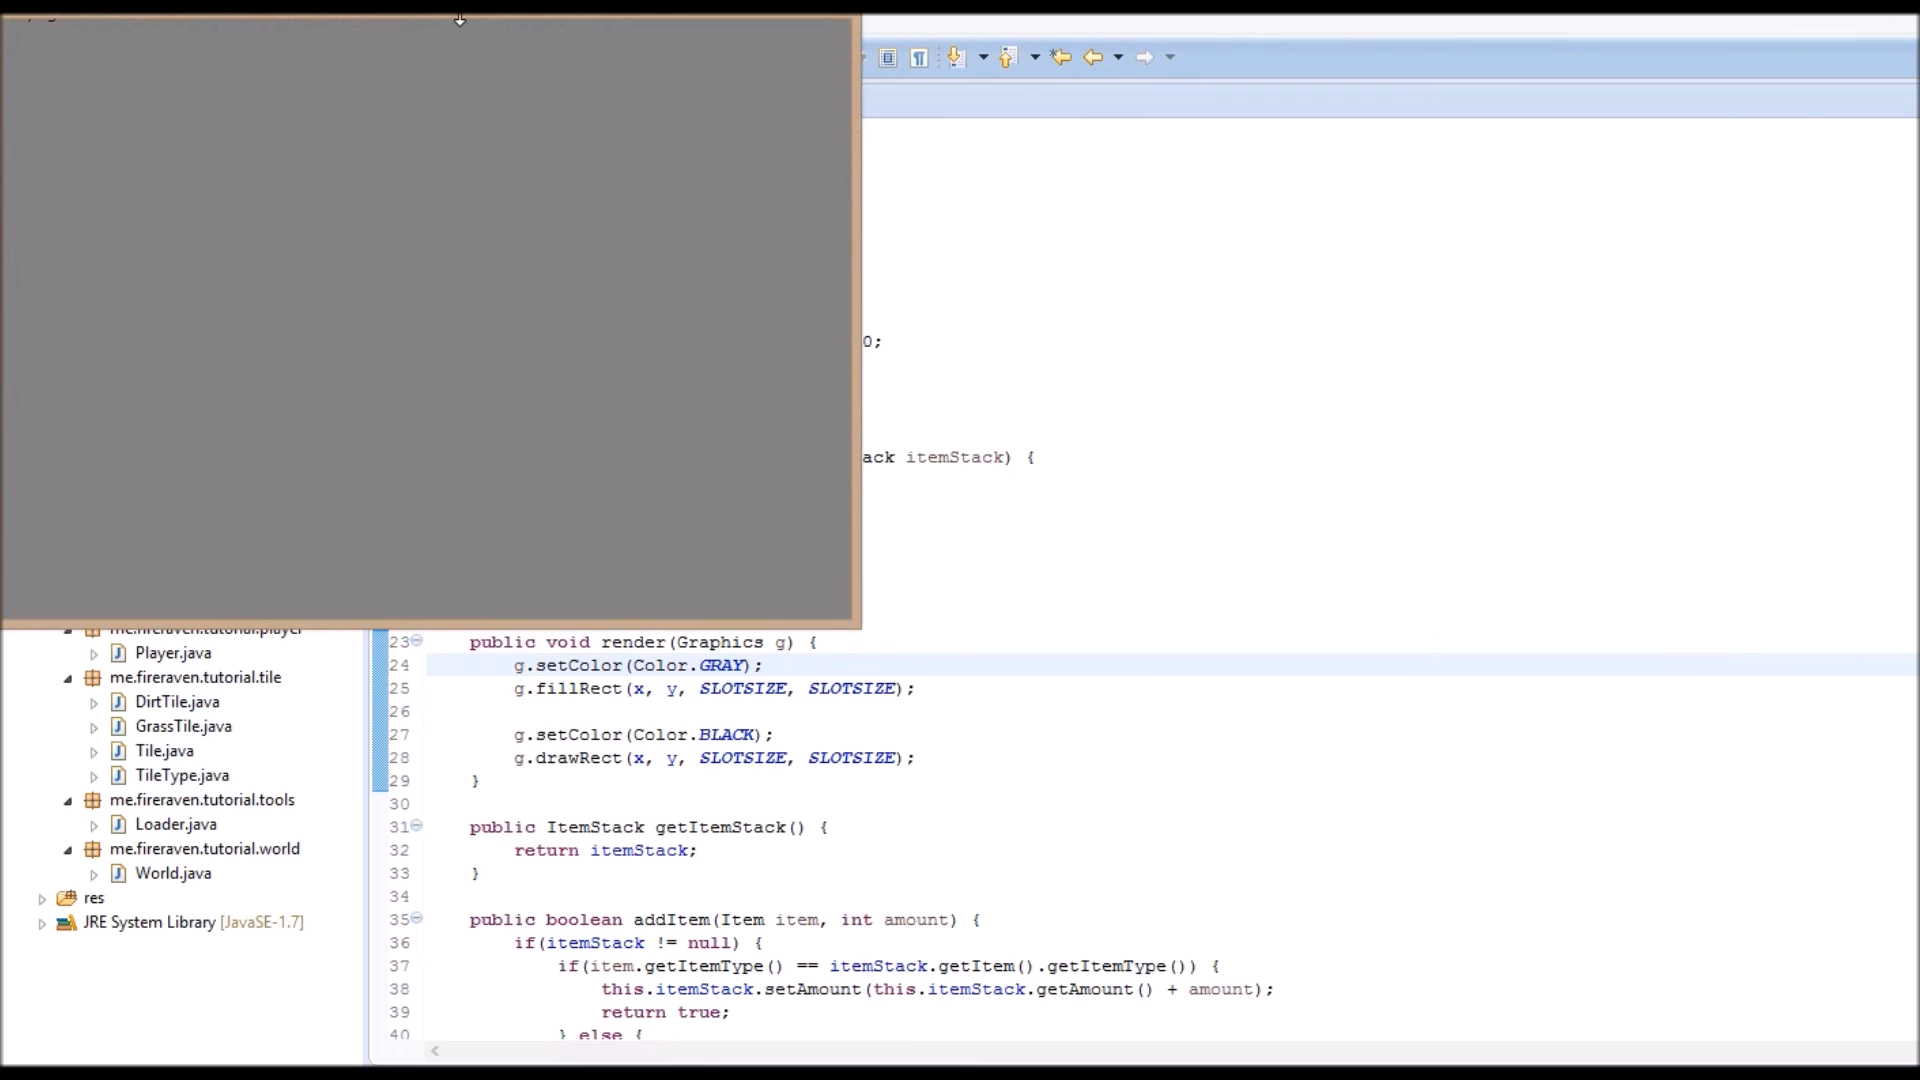 0;
ack itemStack) {
me.fireraven.tutorial.player
Player.java
me.fireraven.tutorial.tile
DirtTile.java
GrassTile.java
Tile.java
TileType.java
me.fireraven.tutorial.tools
Loader.java
me.fireraven.tutorial.world
World.java
res
JRE System Library [JavaSE-1.7]
23 public void render(Graphics g) {
24 g.setColor(Color.GRAY);
25 g.fillRect(x, y, SLOTSIZE, SLOTSIZE);
26
27 g.setColor(Color.BLACK);
28 g.drawRect(x, y, SLOTSIZE, SLOTSIZE);
29 }
30
31 public ItemStack getItemStack() {
32 return itemStack;
33 }
34
35 public boolean addItem(Item item, int amount) {
36 if(itemStack != null) {
37 if(item.getItemType() == itemStack.getItem().getItemType()) {
38 this.itemStack.setAmount(this.itemStack.getAmount() + amount);
39 return true;
40 } else {